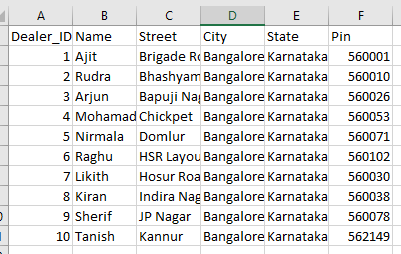 A B C D E F
Dealer_ID Name Street City State Pin
1 Ajit Brigade Ro Bangalore Karnataka 560001
2 Rudra Bhashyam Bangalore Karnataka 560010
3 Arjun Bapuji Nag Bangalore Karnataka 560026
4 Mohamad Chickpet Bangalore Karnataka 560053
5 Nirmala Domlur Bangalore Karnataka 560071
6 Raghu HSR Layou Bangalore Karnataka 560102
7 Likith Hosur Roa Bangalore Karnataka 560030
8 Kiran Indira Nag Bangalore Karnataka 560038
9 Sherif JP Nagar Bangalore Karnataka 560078
10 Tanish Kannur Bangalore Karnataka 562149